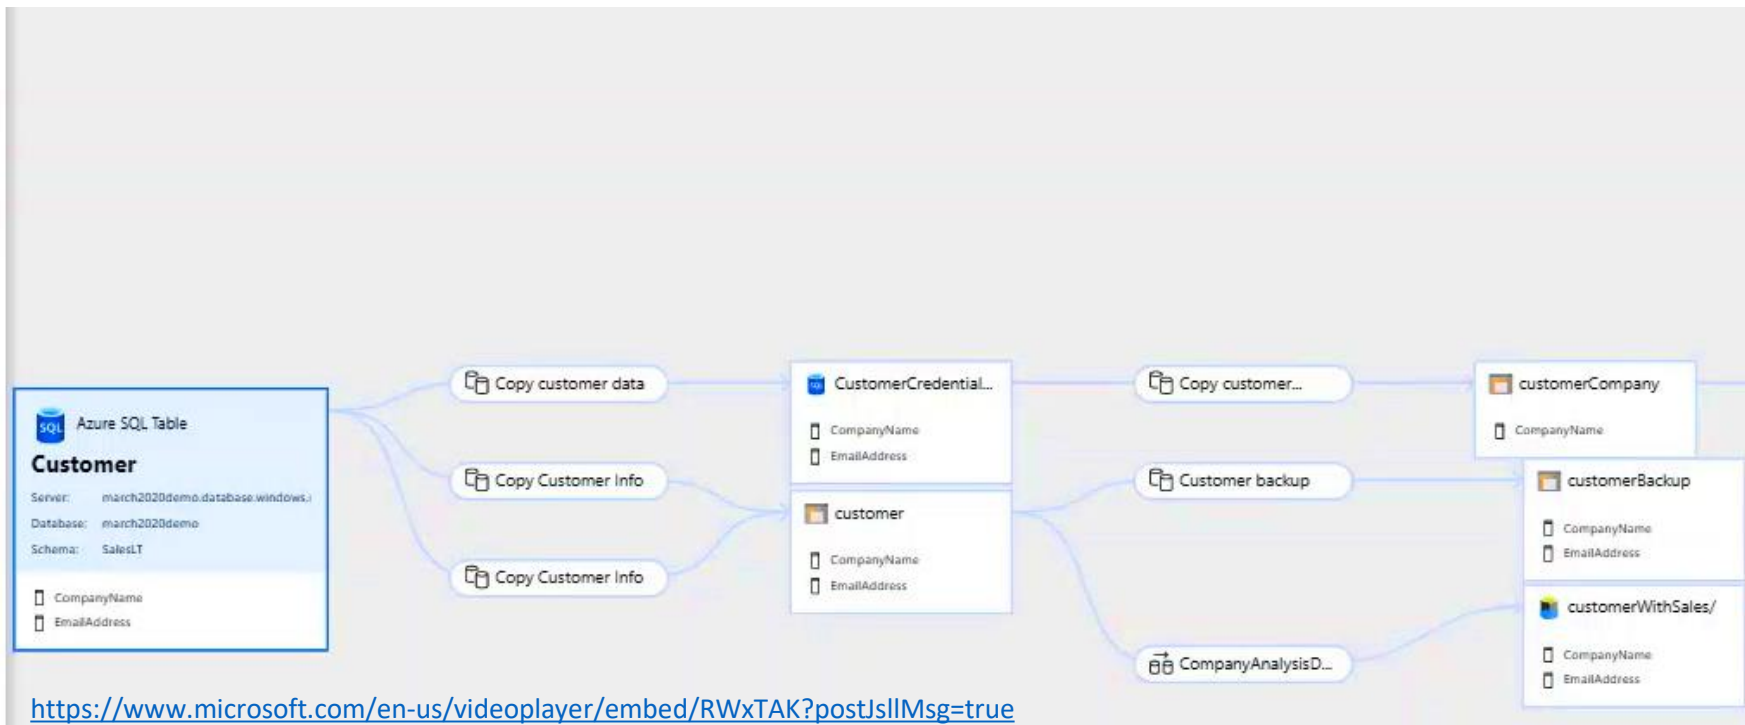 Azure SQL Table
SQL
Customer
Server: march2020demo.database.windows.
Database: march2020demo
Schema: SalesLT
CompanyName
EmailAddress
Copy customer data
Copy Customer Info
Copy Customer Info
CustomerCredential...
CompanyName
EmailAddress
customer
CompanyName
EmailAddress
Copy customer...
Customer backup
CompanyAnalysisD...
customerCompany
CompanyName
customerBackup
CompanyName
EmailAddress
customerWithSales/
CompanyName
EmailAddress
https://www.microsoft.com/en-us/videoplayer/embed/RWxTAK?postJsllMsg=true